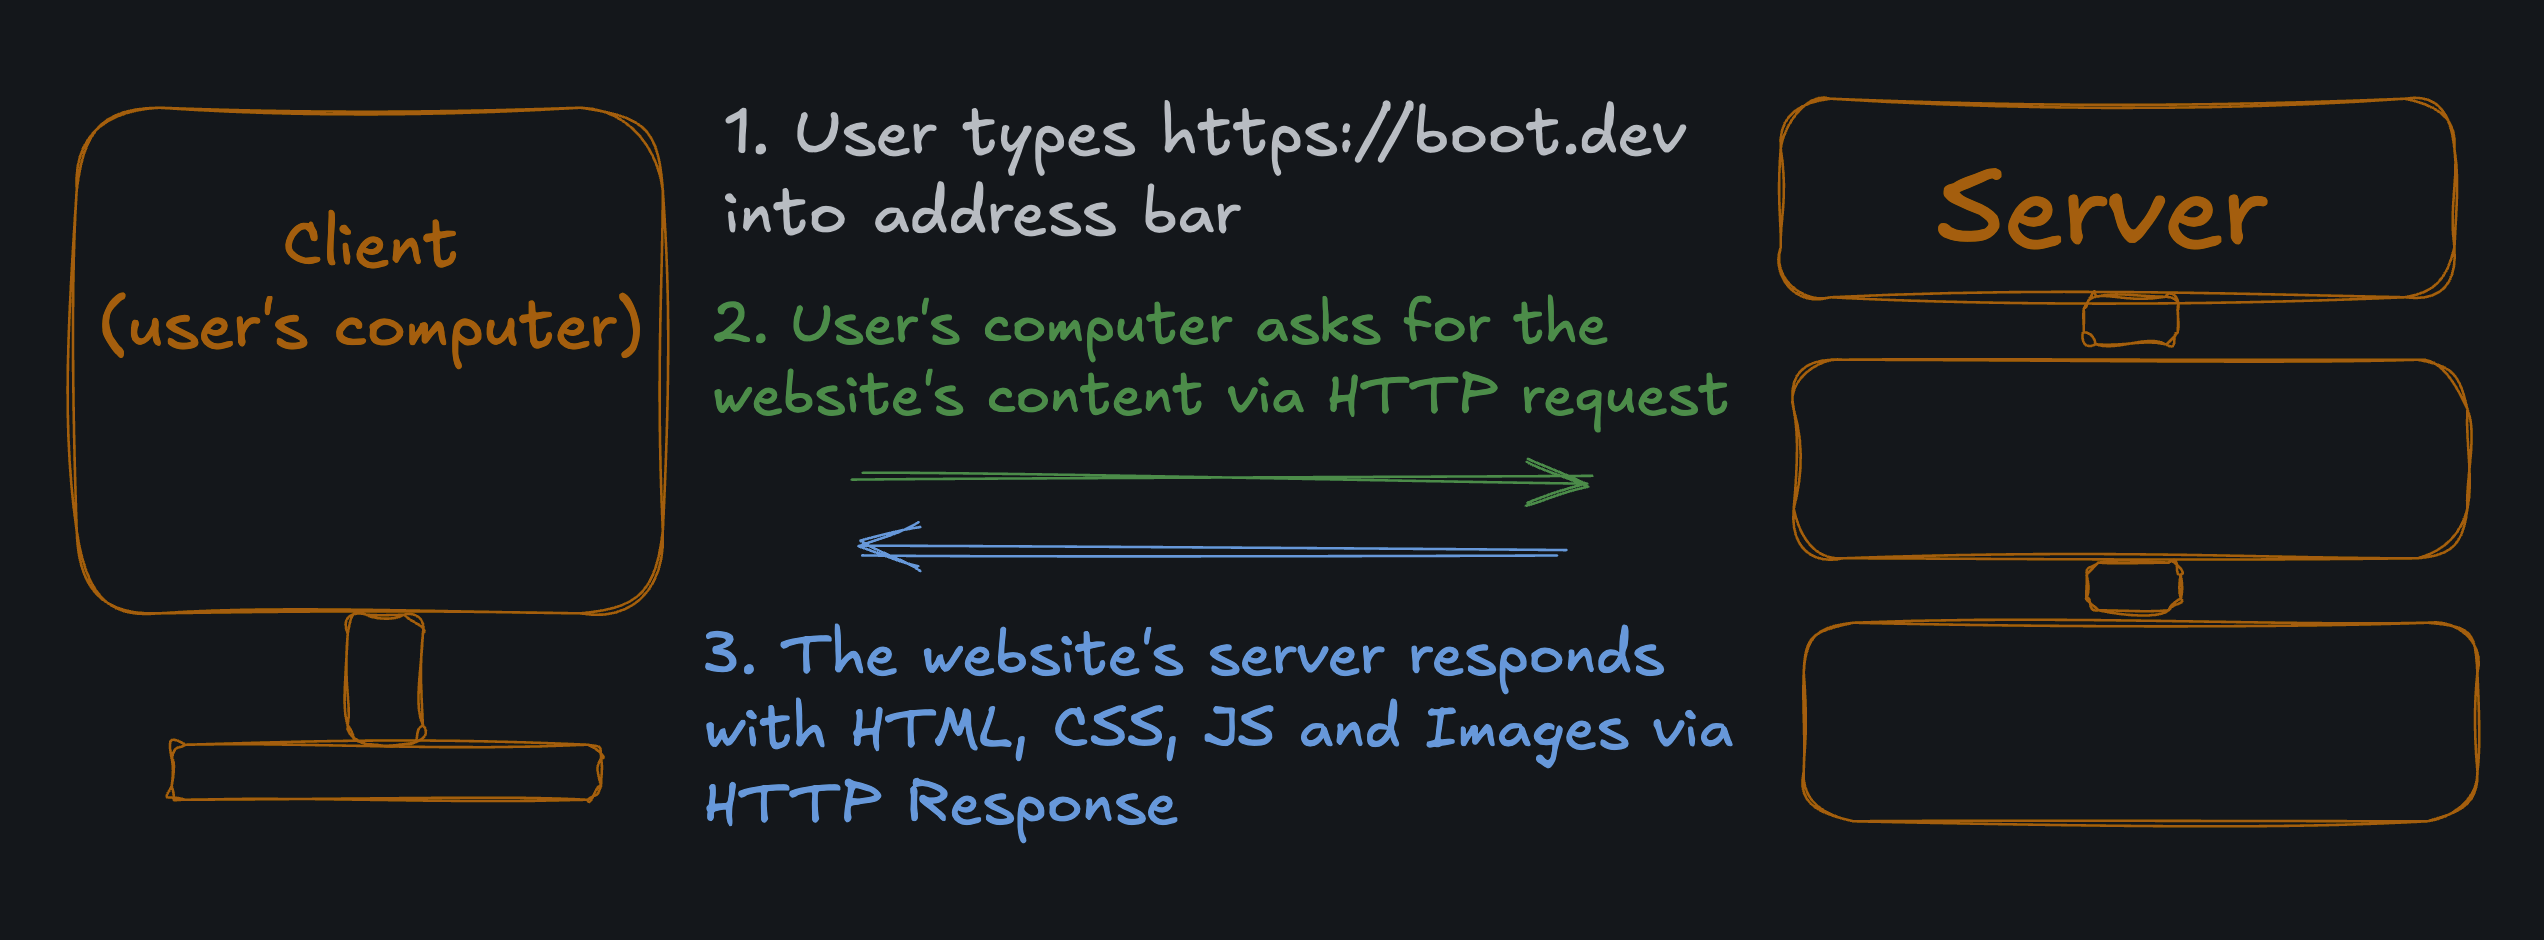 Client
(user's computer)
1. User types https://boot.dev
into address bar
2. User's computer asks for the
website's content via HTTP request
3. The website's server responds
with HTML, CSS, JS and Images via
HTTP Response
Server